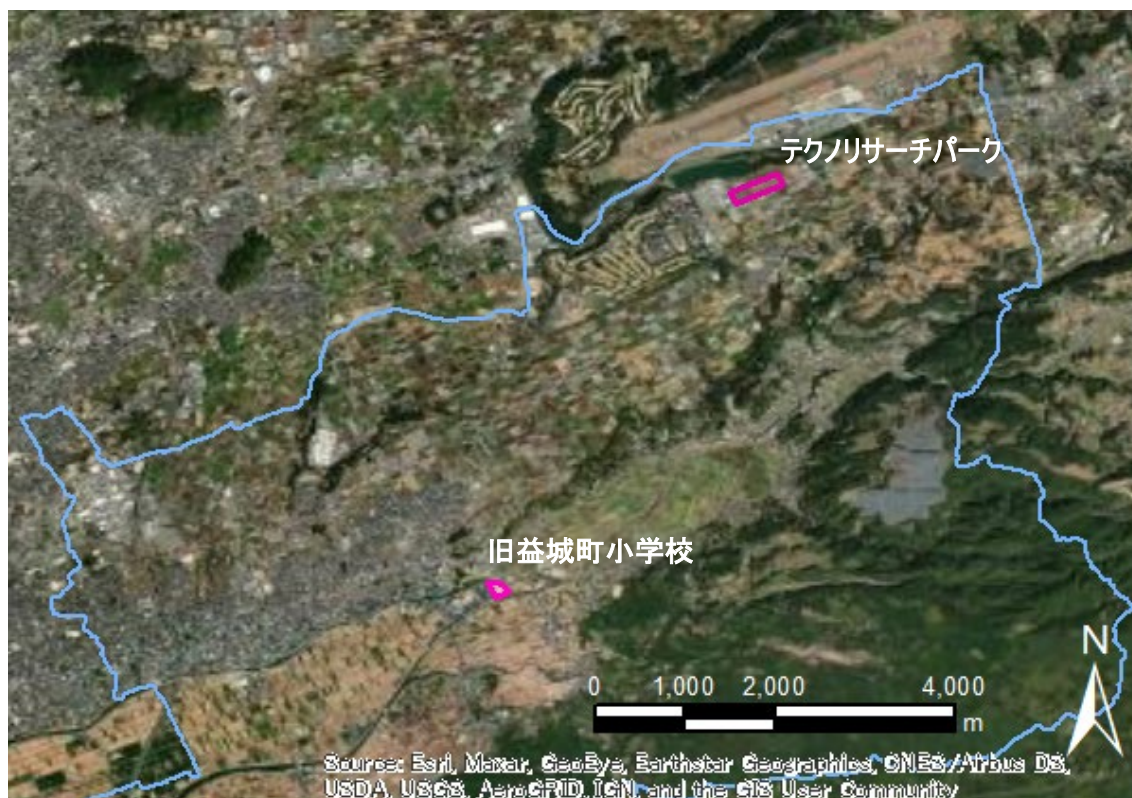 テクノリサーチパーク
旧益城町小学校
N
0 1,000 2,000 4,000
m
Source: Esri, Maxar, GeoEye, Earthstar Geographics, CNES/Airbus DS,
USDA, USGS, AeroGRID, IGN, and the GIS User Community